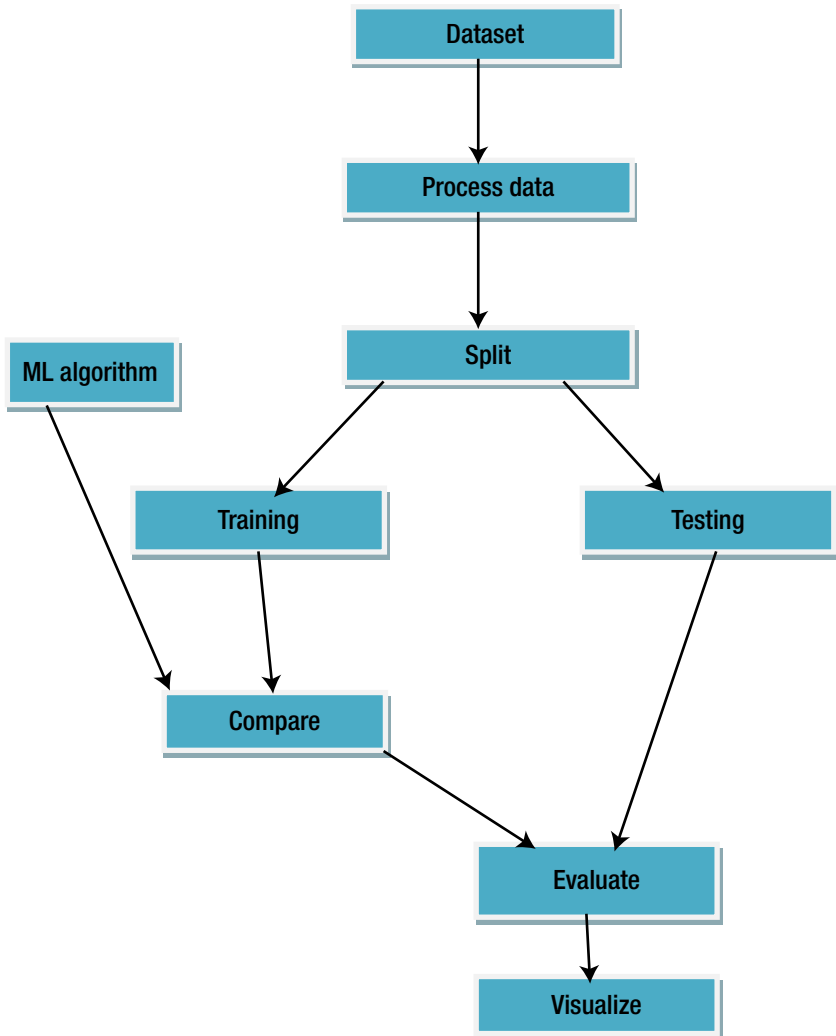 Dataset
Process data
Split
ML algorithm
Training
Testing
Compare
Evaluate
Visualize